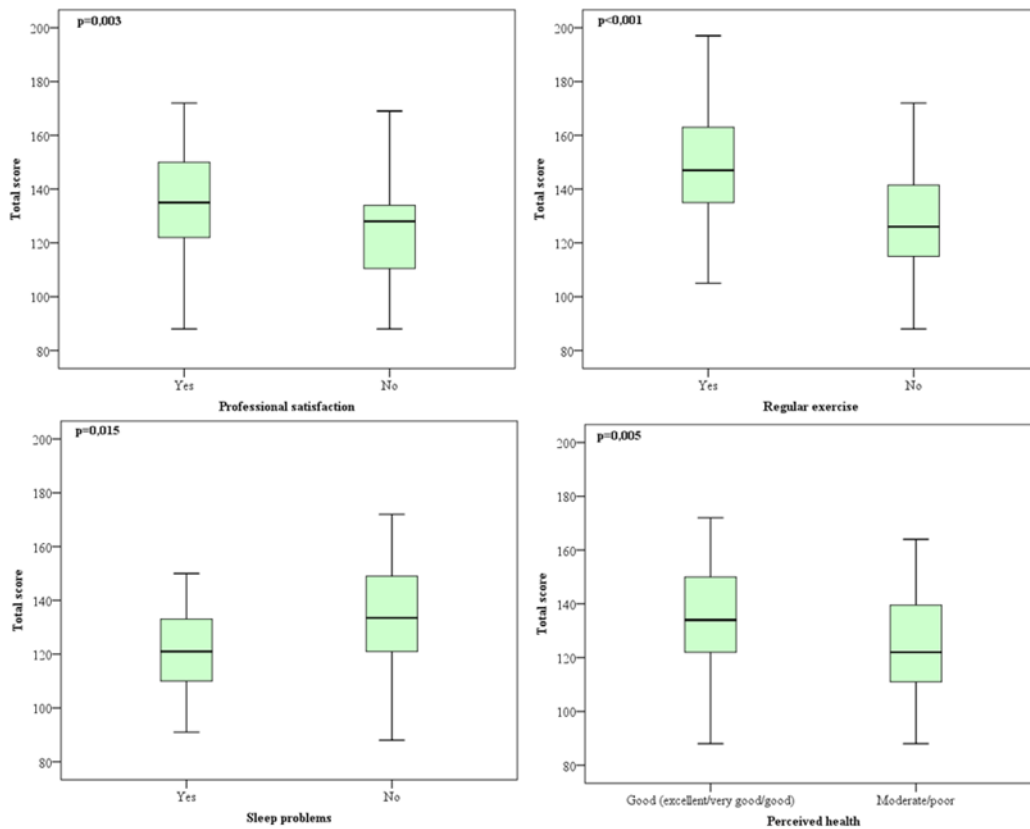 p=0,003
200
180
160
140
120
100
80
Total score
Yes
No
Professional satisfaction
p<0,001
200
180
160
140
120
100
80
Total score
Yes
No
Regular exercise
p=0,015
200
180
160
140
120
100
80
Total score
Yes
No
Sleep problems
p=0,005
200
180
160
140
120
100
80
Total score
Good (excellent/very good/good)
Moderate/poor
Perceived health